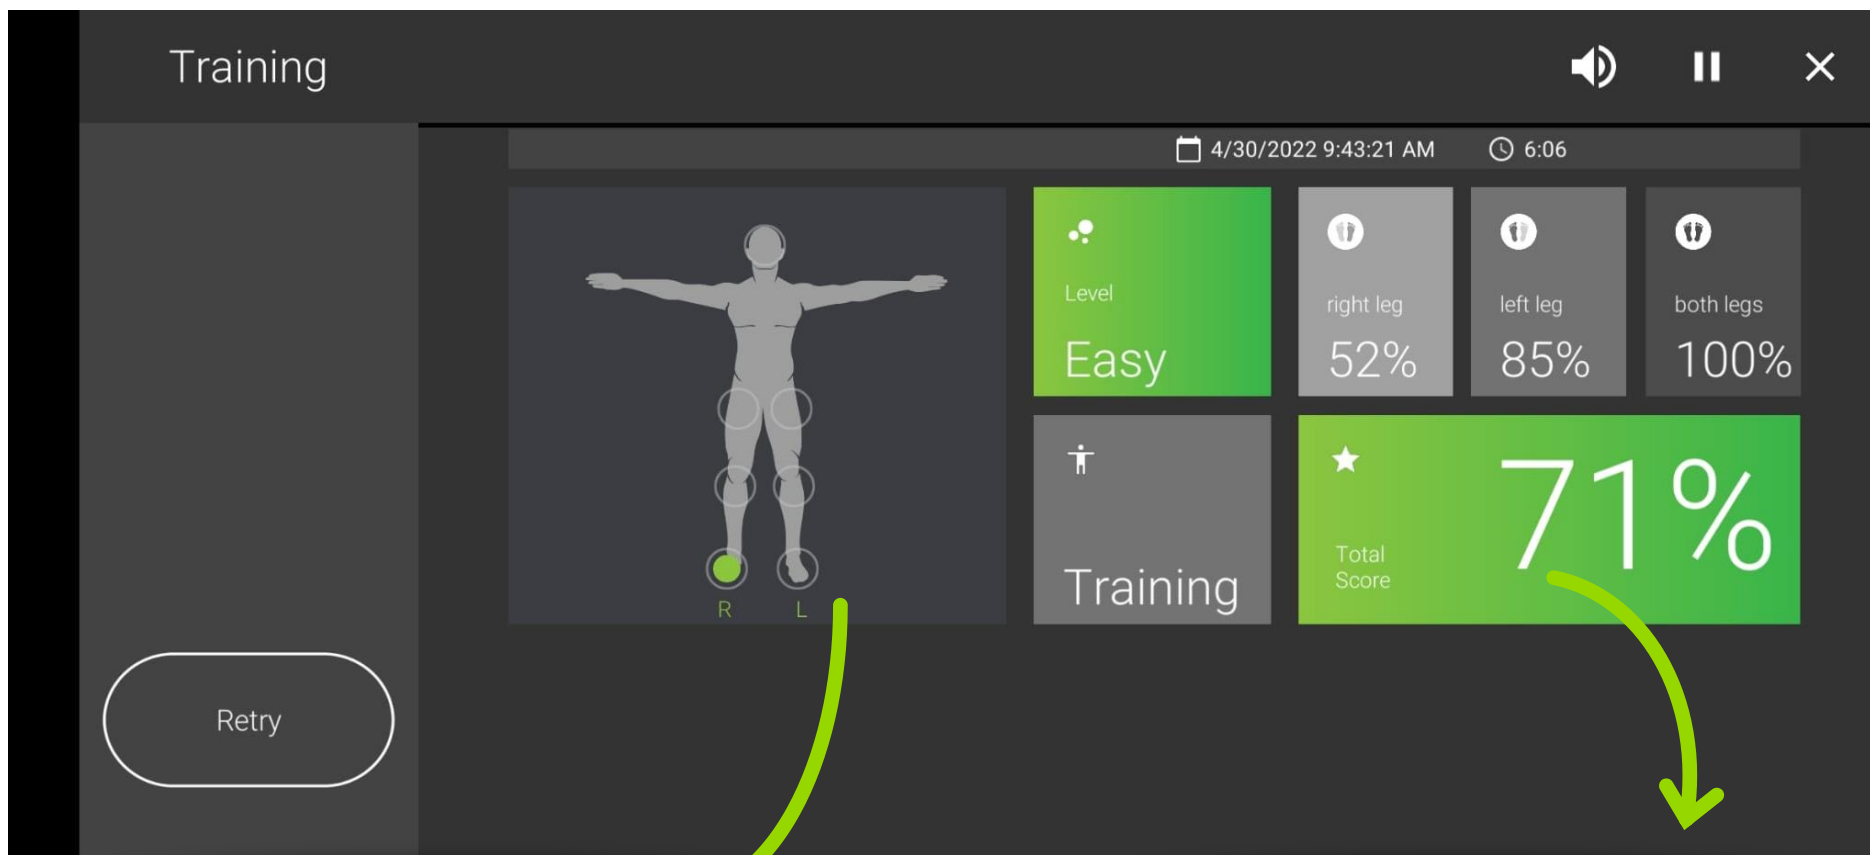 Training
4/30/2022 9:43:21 AM 6:06
Level
Easy
right leg
52%
left leg
85%
both legs
100%
Training
Total
Score
71%
R L
Retry